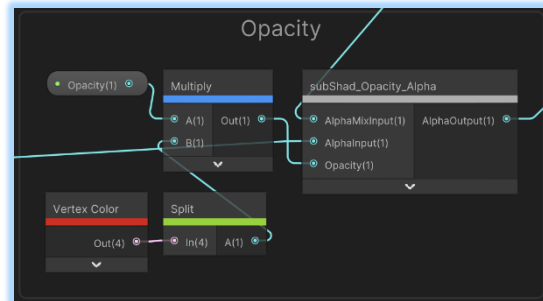 Opacity
Opacity(1)
Multiply
A(1) Out(1)
B(1)
subShad_Opacity_Alpha
AlphaMixInput(1) AlphaOutput(1)
AlphaInput(1)
Opacity(1)
Vertex Color
Out(4)
Split
In(4) A(1)